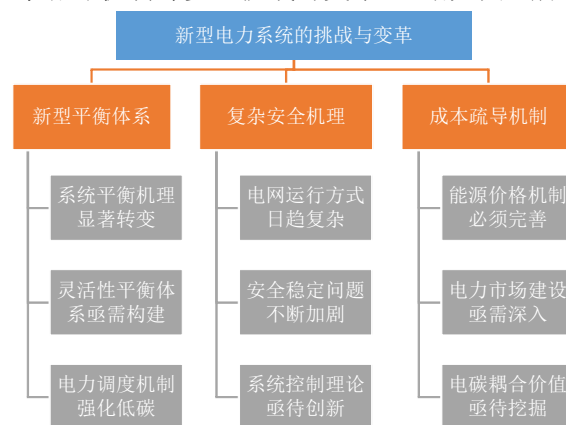 新型电力系统的挑战与变革
新型平衡体系
系统平衡机理
显著转变
灵活性平衡体
系亟需构建
电力调度机制
强化低碳
复杂安全机理
电网运行方式
日趋复杂
安全稳定问题
不断加剧
系统控制理论
亟待创新
成本疏导机制
能源价格机制
必须完善
电力市场建设
亟需深入
电碳耦合价值
亟待挖掘